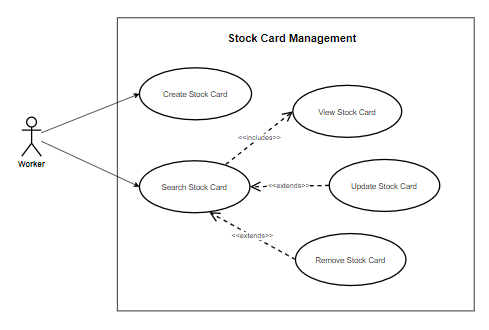 Stock Card Management
Create Stock Card
View Stock Card
<<includes>>
Worker
Search Stock Card
<<extends>>
Update Stock Card
<<extends>>
Remove Stock Card